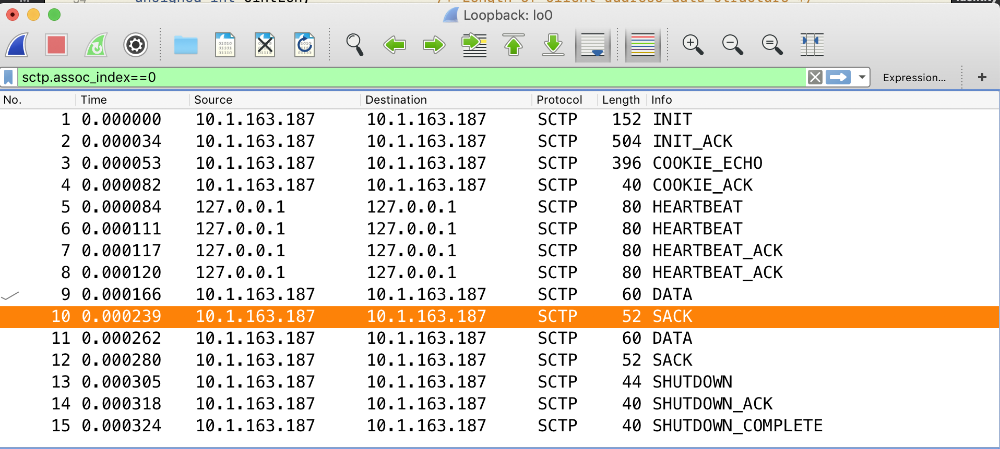 Loopback: lo0
sctp.assoc_index==0 Expression... +
No. Time Source Destination Protocol Length Info
1 0.000000 10.1.163.187 10.1.163.187 SCTP 152 INIT
2 0.000034 10.1.163.187 10.1.163.187 SCTP 504 INIT_ACK
3 0.000053 10.1.163.187 10.1.163.187 SCTP 396 COOKIE_ECHO
4 0.000082 10.1.163.187 10.1.163.187 SCTP 40 COOKIE_ACK
5 0.000084 127.0.0.1 127.0.0.1 SCTP 80 HEARTBEAT
6 0.000111 127.0.0.1 127.0.0.1 SCTP 80 HEARTBEAT
7 0.000117 127.0.0.1 127.0.0.1 SCTP 80 HEARTBEAT_ACK
8 0.000120 127.0.0.1 127.0.0.1 SCTP 80 HEARTBEAT_ACK
9 0.000166 10.1.163.187 10.1.163.187 SCTP 60 DATA
10 0.000239 10.1.163.187 10.1.163.187 SCTP 52 SACK
11 0.000262 10.1.163.187 10.1.163.187 SCTP 60 DATA
12 0.000280 10.1.163.187 10.1.163.187 SCTP 52 SACK
13 0.000305 10.1.163.187 10.1.163.187 SCTP 44 SHUTDOWN
14 0.000318 10.1.163.187 10.1.163.187 SCTP 40 SHUTDOWN_ACK
15 0.000324 10.1.163.187 10.1.163.187 SCTP 40 SHUTDOWN_COMPLETE